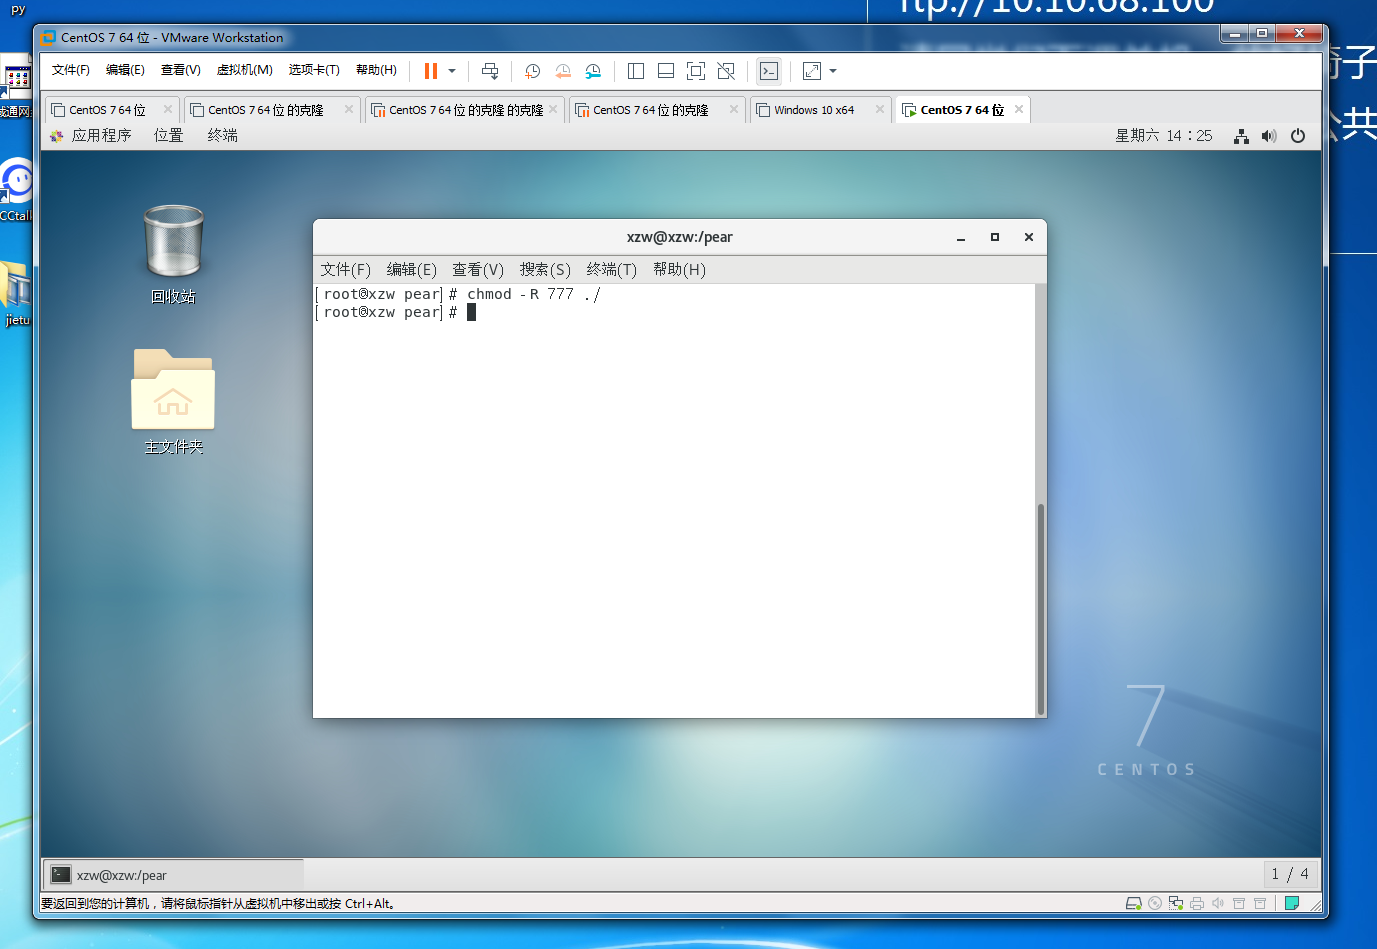 py
ftp://10.10.68.100
CentOS 7 64 位 - VMware Workstation
文件(F) 编辑(E) 查看(V) 虚拟机(M) 选项卡(T) 帮助(H)
椅子
CentOS 7 64 位 CentOS 7 64 位 的克隆 CentOS 7 64 位 的克隆 的克隆 CentOS 7 64 位 的克隆 Windows 10 x64 CentOS 7 64 位
公共
应用程序 位置 终端 星期六 14：25
CCtall
回收站
jietu
主文件夹
xzw@xzw:/pear
文件(F) 编辑(E) 查看(V) 搜索(S) 终端(T) 帮助(H)
[root@xzw pear]# chmod -R 777 ./
[root@xzw pear]#
7
CENTOS
xzw@xzw:/pear 1 / 4
要返回到您的计算机，请将鼠标指针从虚拟机中移出或按 Ctrl+Alt。